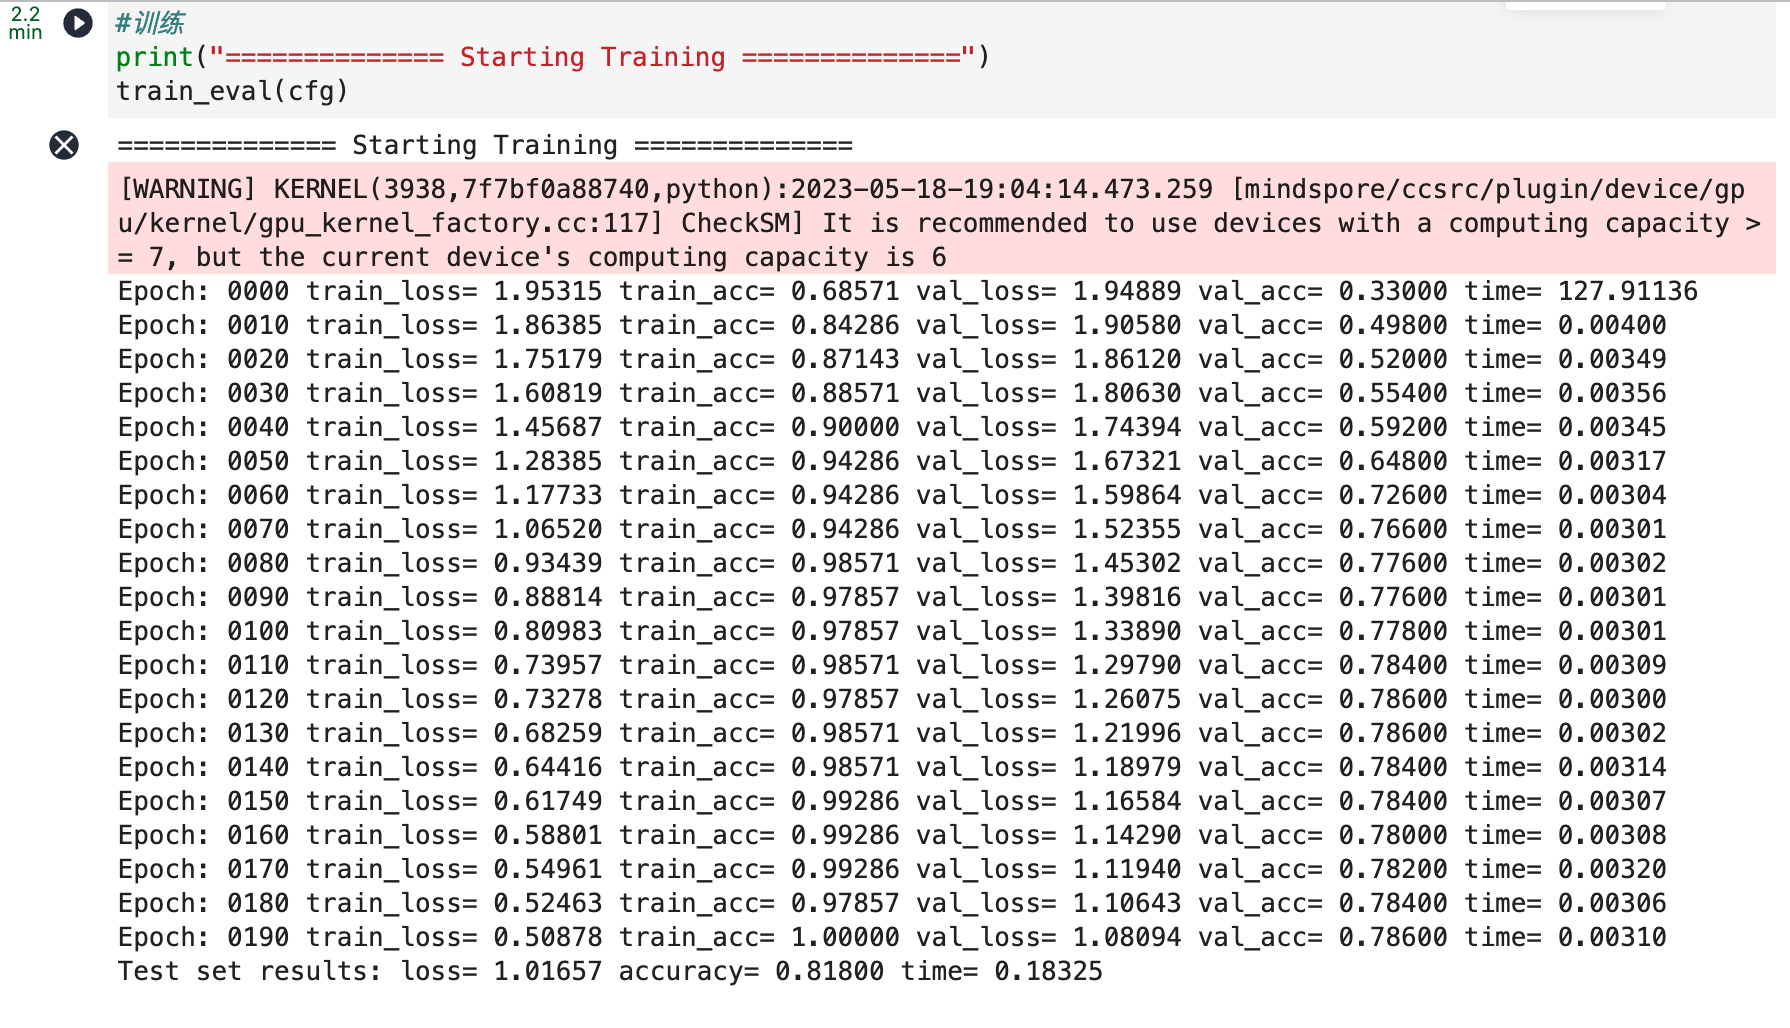 2.2
min
#训练
print("============== Starting Training ==============")
train_eval(cfg)
============== Starting Training ==============
[WARNING] KERNEL(3938,7f7bf0a88740,python):2023-05-18-19:04:14.473.259 [mindspore/ccsrc/plugin/device/gp
u/kernel/gpu_kernel_factory.cc:117] CheckSM] It is recommended to use devices with a computing capacity >
= 7, but the current device's computing capacity is 6
Epoch: 0000 train_loss= 1.95315 train_acc= 0.68571 val_loss= 1.94889 val_acc= 0.33000 time= 127.91136
Epoch: 0010 train_loss= 1.86385 train_acc= 0.84286 val_loss= 1.90580 val_acc= 0.49800 time= 0.00400
Epoch: 0020 train_loss= 1.75179 train_acc= 0.87143 val_loss= 1.86120 val_acc= 0.52000 time= 0.00349
Epoch: 0030 train_loss= 1.60819 train_acc= 0.88571 val_loss= 1.80630 val_acc= 0.55400 time= 0.00356
Epoch: 0040 train_loss= 1.45687 train_acc= 0.90000 val_loss= 1.74394 val_acc= 0.59200 time= 0.00345
Epoch: 0050 train_loss= 1.28385 train_acc= 0.94286 val_loss= 1.67321 val_acc= 0.64800 time= 0.00317
Epoch: 0060 train_loss= 1.17733 train_acc= 0.94286 val_loss= 1.59864 val_acc= 0.72600 time= 0.00304
Epoch: 0070 train_loss= 1.06520 train_acc= 0.94286 val_loss= 1.52355 val_acc= 0.76600 time= 0.00301
Epoch: 0080 train_loss= 0.93439 train_acc= 0.98571 val_loss= 1.45302 val_acc= 0.77600 time= 0.00302
Epoch: 0090 train_loss= 0.88814 train_acc= 0.97857 val_loss= 1.39816 val_acc= 0.77600 time= 0.00301
Epoch: 0100 train_loss= 0.80983 train_acc= 0.97857 val_loss= 1.33890 val_acc= 0.77800 time= 0.00301
Epoch: 0110 train_loss= 0.73957 train_acc= 0.98571 val_loss= 1.29790 val_acc= 0.78400 time= 0.00309
Epoch: 0120 train_loss= 0.73278 train_acc= 0.97857 val_loss= 1.26075 val_acc= 0.78600 time= 0.00300
Epoch: 0130 train_loss= 0.68259 train_acc= 0.98571 val_loss= 1.21996 val_acc= 0.78600 time= 0.00302
Epoch: 0140 train_loss= 0.64416 train_acc= 0.98571 val_loss= 1.18979 val_acc= 0.78400 time= 0.00314
Epoch: 0150 train_loss= 0.61749 train_acc= 0.99286 val_loss= 1.16584 val_acc= 0.78400 time= 0.00307
Epoch: 0160 train_loss= 0.58801 train_acc= 0.99286 val_loss= 1.14290 val_acc= 0.78000 time= 0.00308
Epoch: 0170 train_loss= 0.54961 train_acc= 0.99286 val_loss= 1.11940 val_acc= 0.78200 time= 0.00320
Epoch: 0180 train_loss= 0.52463 train_acc= 0.97857 val_loss= 1.10643 val_acc= 0.78400 time= 0.00306
Epoch: 0190 train_loss= 0.50878 train_acc= 1.00000 val_loss= 1.08094 val_acc= 0.78600 time= 0.00310
Test set results: loss= 1.01657 accuracy= 0.81800 time= 0.18325